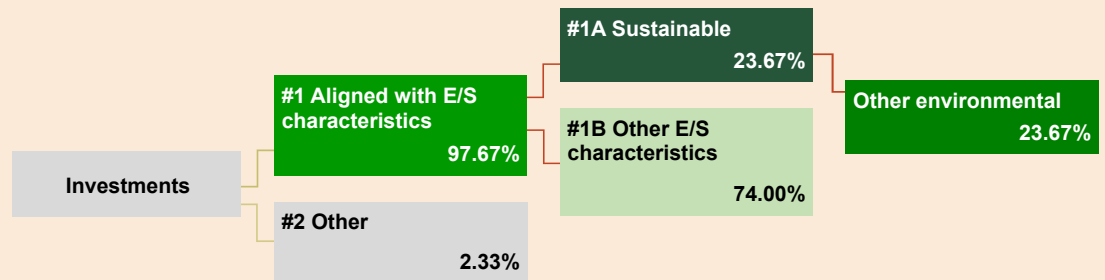 Investments
#1 Aligned with E/S
characteristics
97.67%
#2 Other
2.33%
#1A Sustainable
23.67%
#1B Other E/S
characteristics
74.00%
Other environmental
23.67%